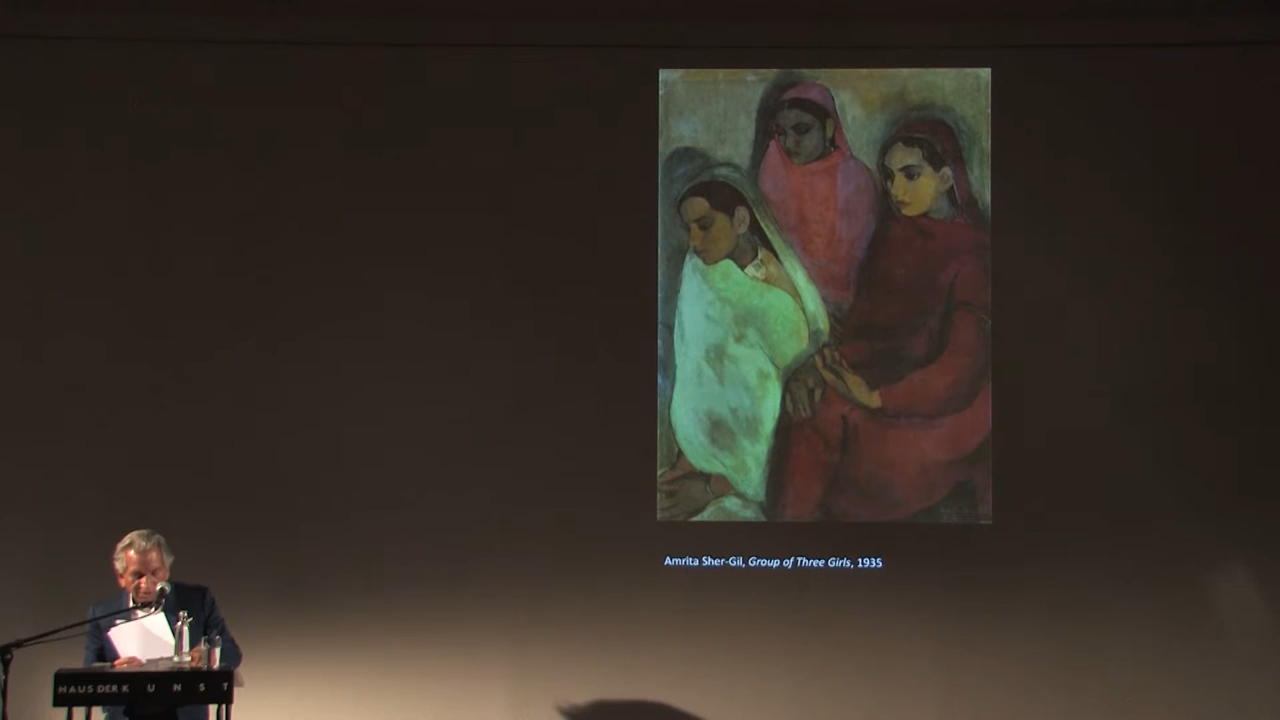 Amrita Sher-Gil, Group of Three Girls, 1935
HAUS DER K U N S T